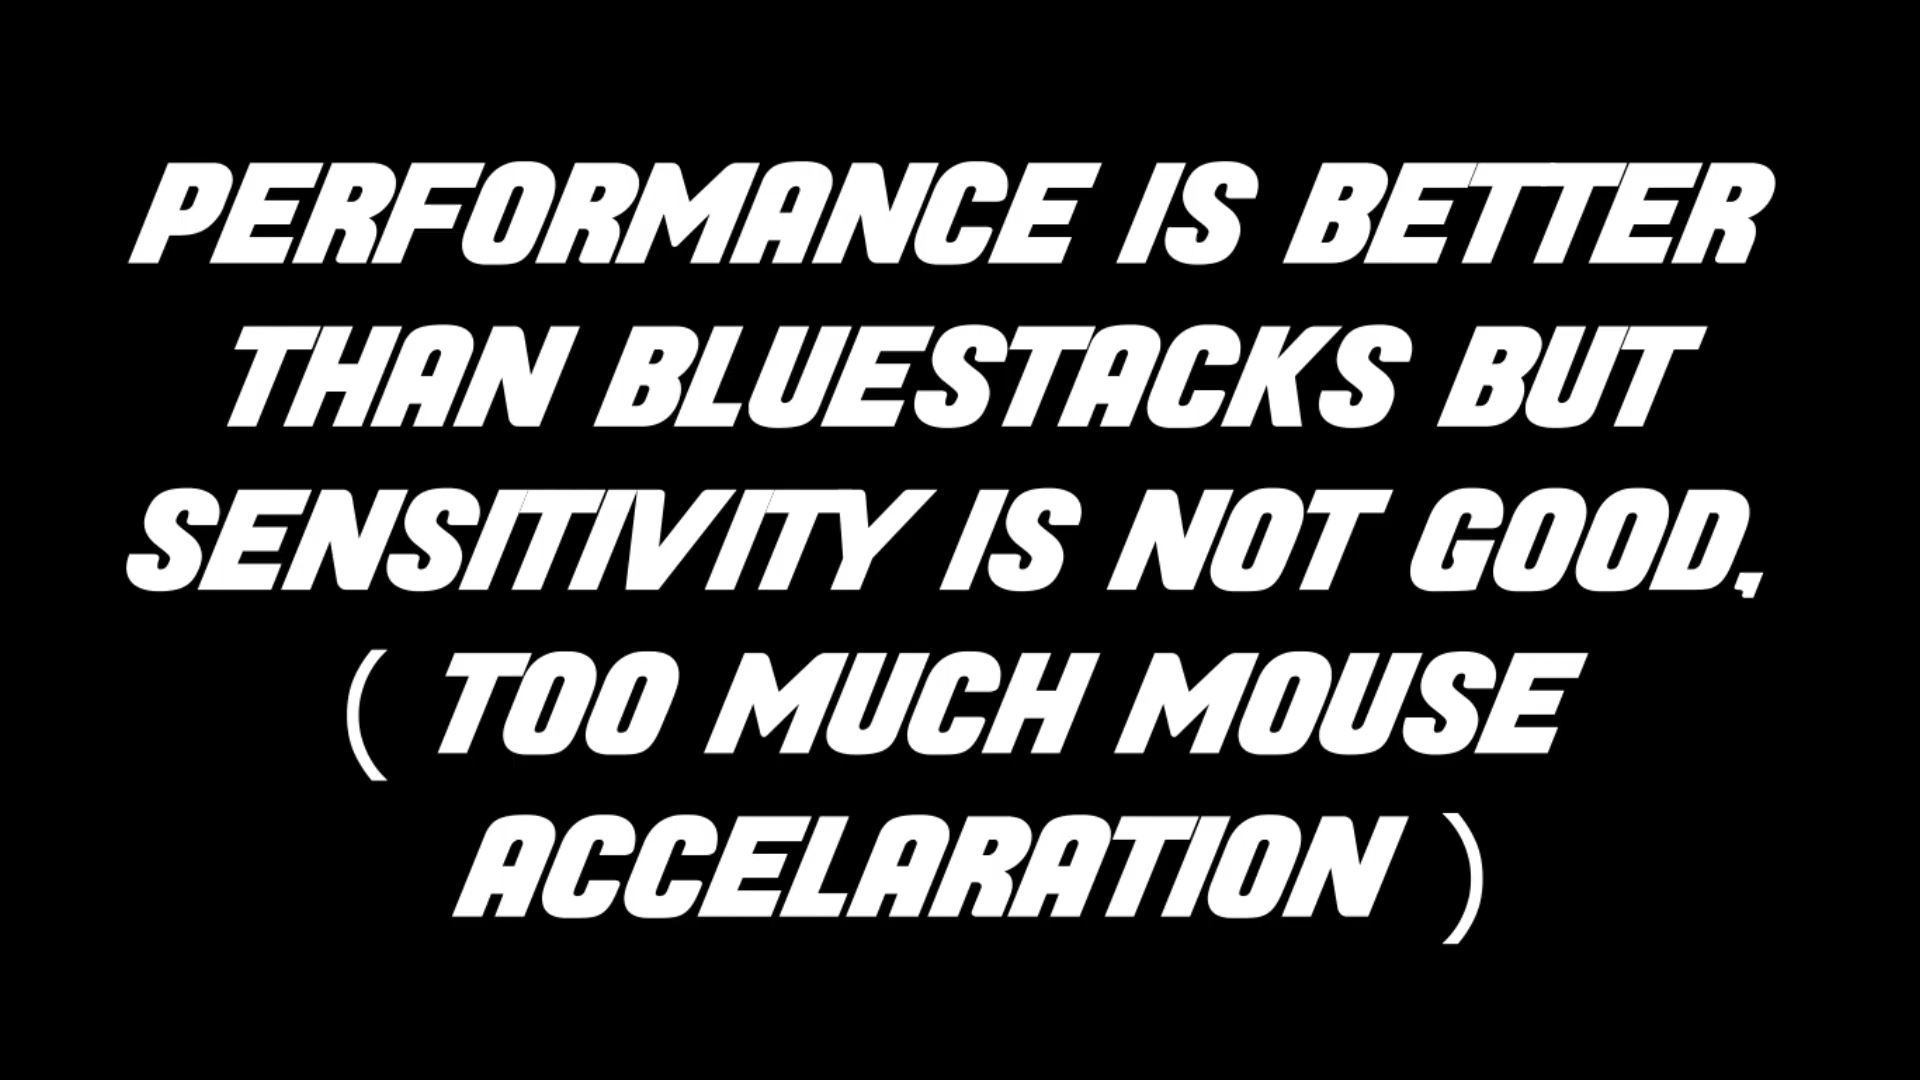 PERFORMANCE IS BETTER
THAN BLUESTACKS BUT
SENSITIVITY IS NOT GOOD,
( TOO MUCH MOUSE
ACCELARATION )